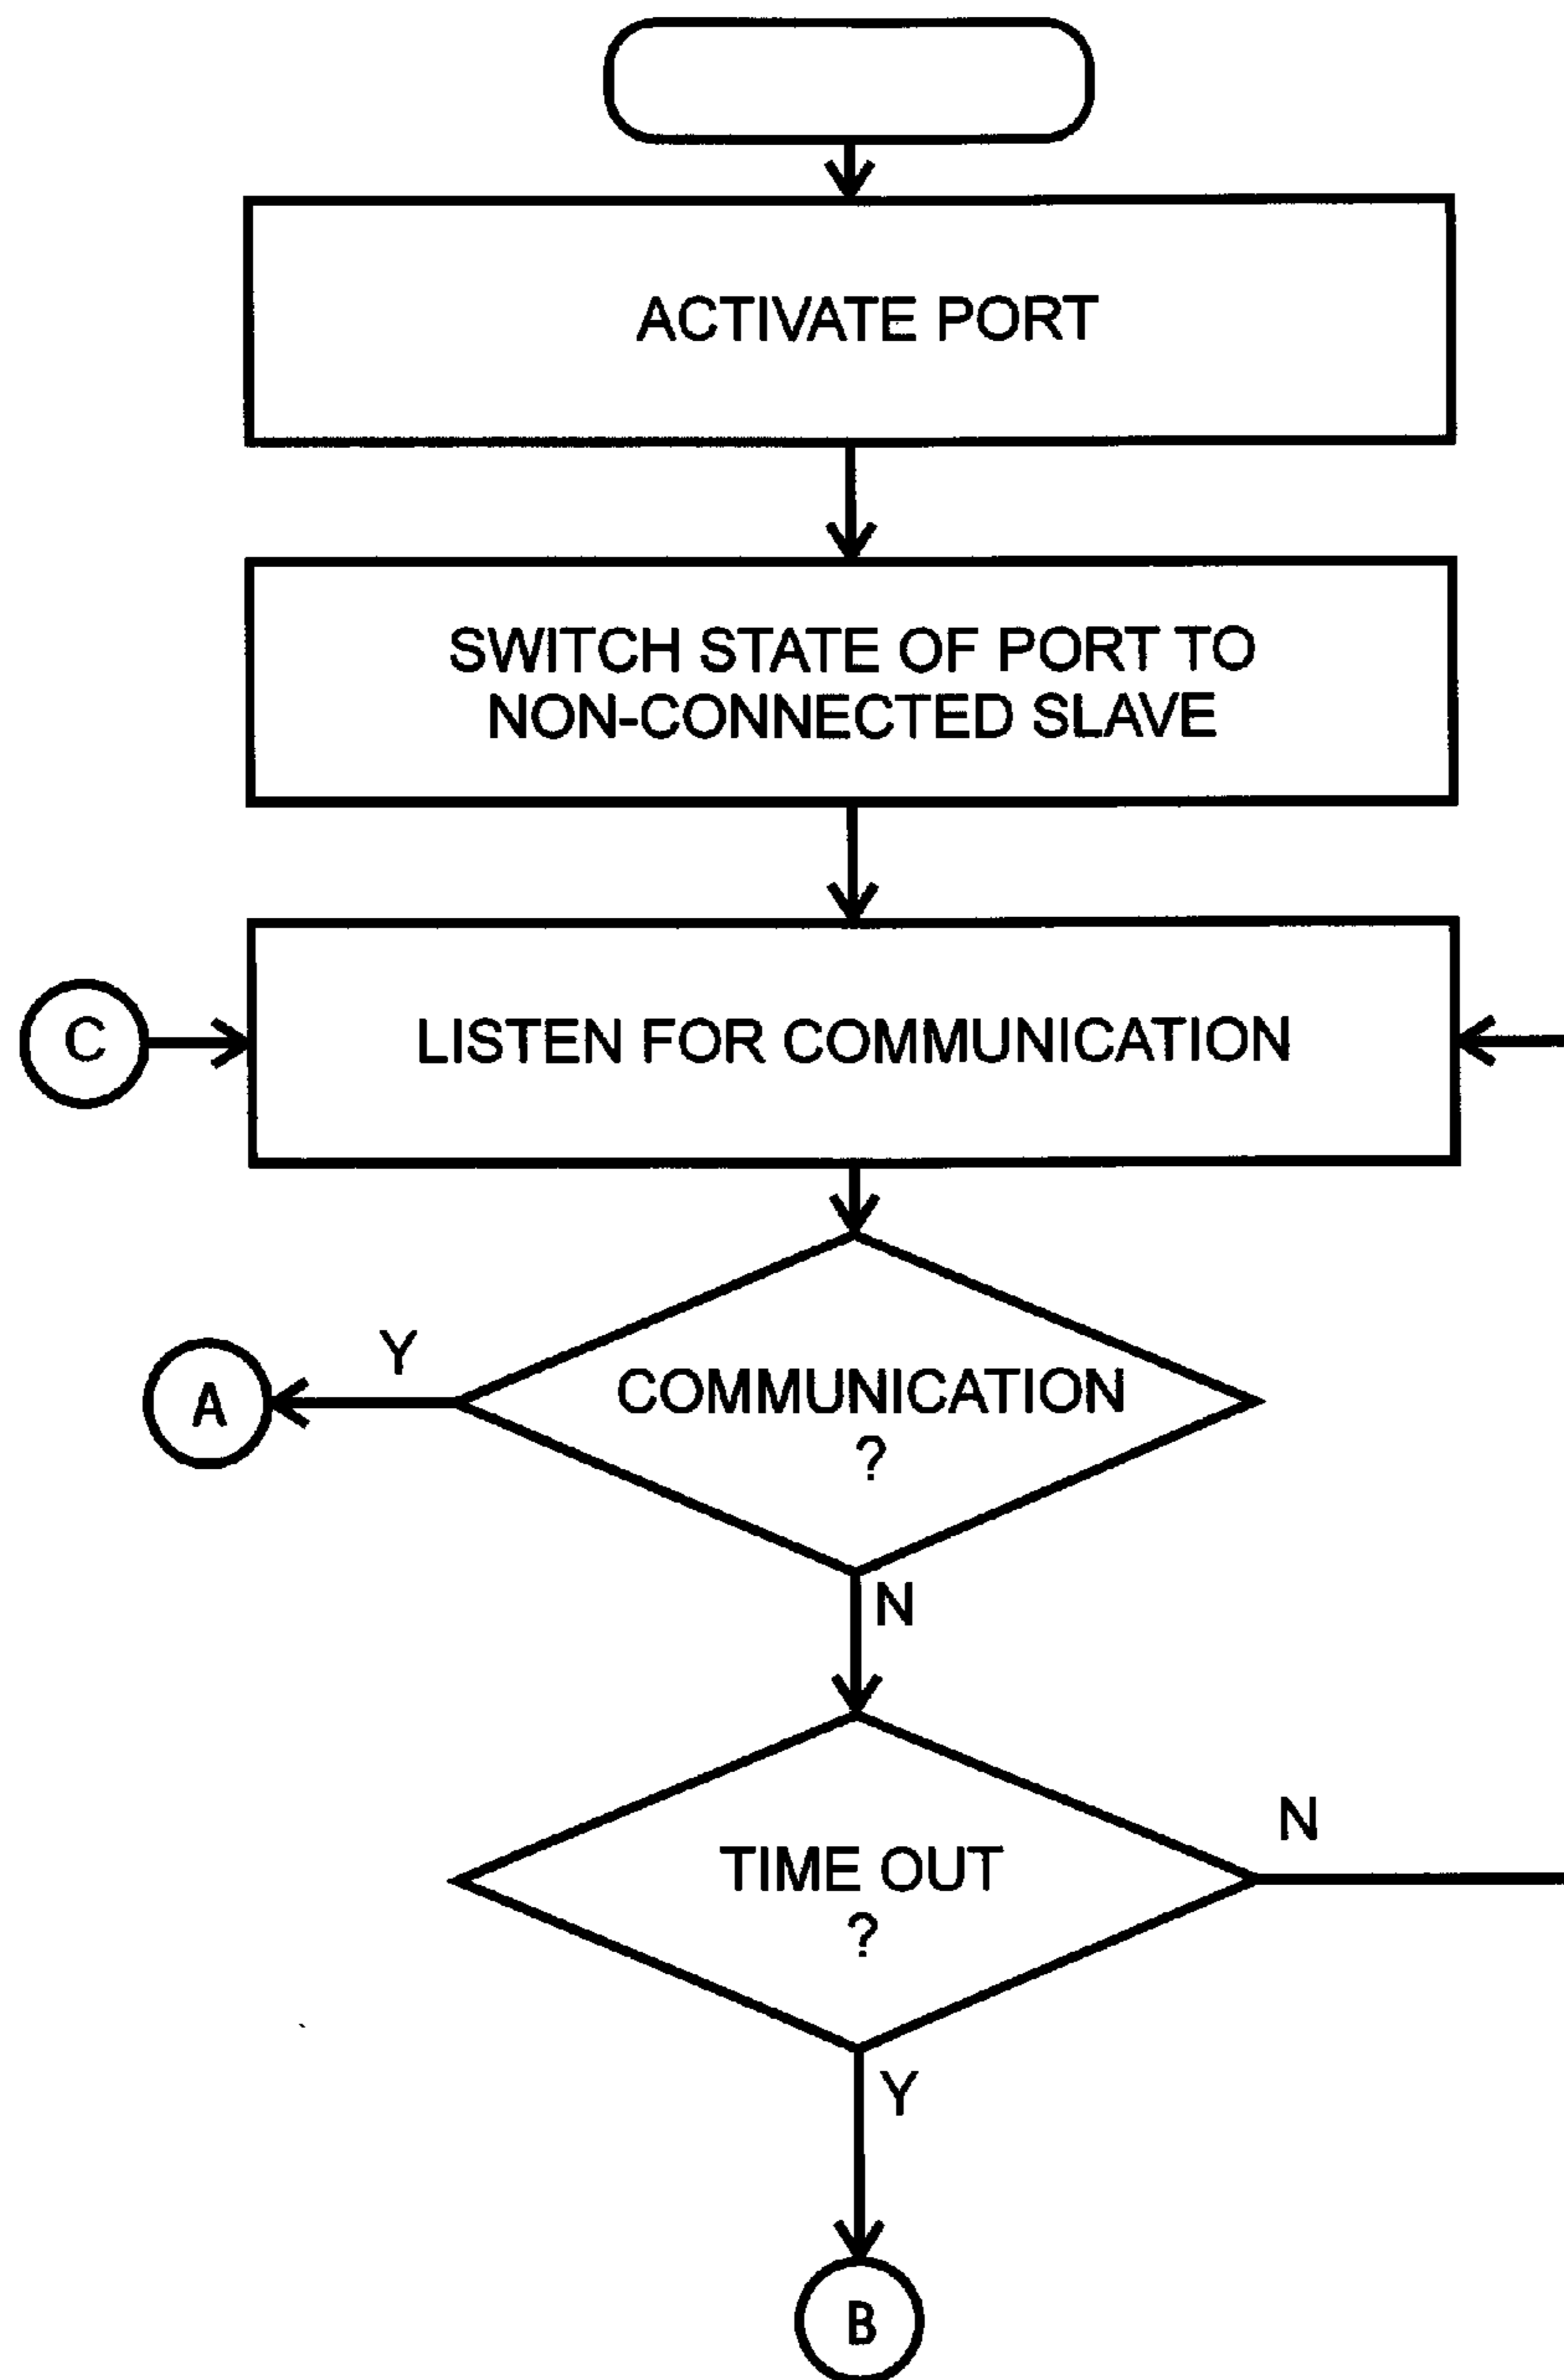 ACTIVATE PORT
SWITCH STATE OF PORT TO
NON-CONNECTED SLAVE
C
LISTEN FOR COMMUNICATION
Y
A
COMMUNICATION
?
N
N
TIME OUT
?
Y
B